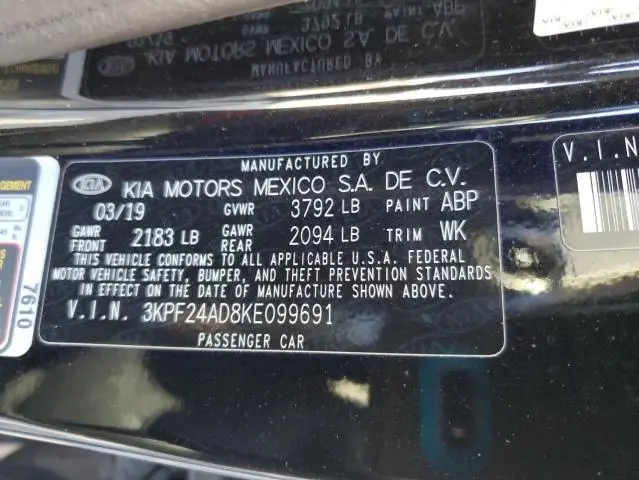 MANUFACTURED BY
KIA KIA MOTORS MEXICO S.A. DE C.V.
03/19 GVWR 3792 LB PAINT ABP
GAWR FRONT 2183 LB GAWR REAR 2094 LB TRIM WK
THIS VEHICLE CONFORMS TO ALL APPLICABLE U.S.A. FEDERAL
MOTOR VEHICLE SAFETY, BUMPER, AND THEFT PREVENTION STANDARDS
IN EFFECT ON THE DATE OF MANUFACTURE SHOWN ABOVE.
V.I.N. 3KPF24AD8KE099691
PASSENGER CAR
7610
V.I.N